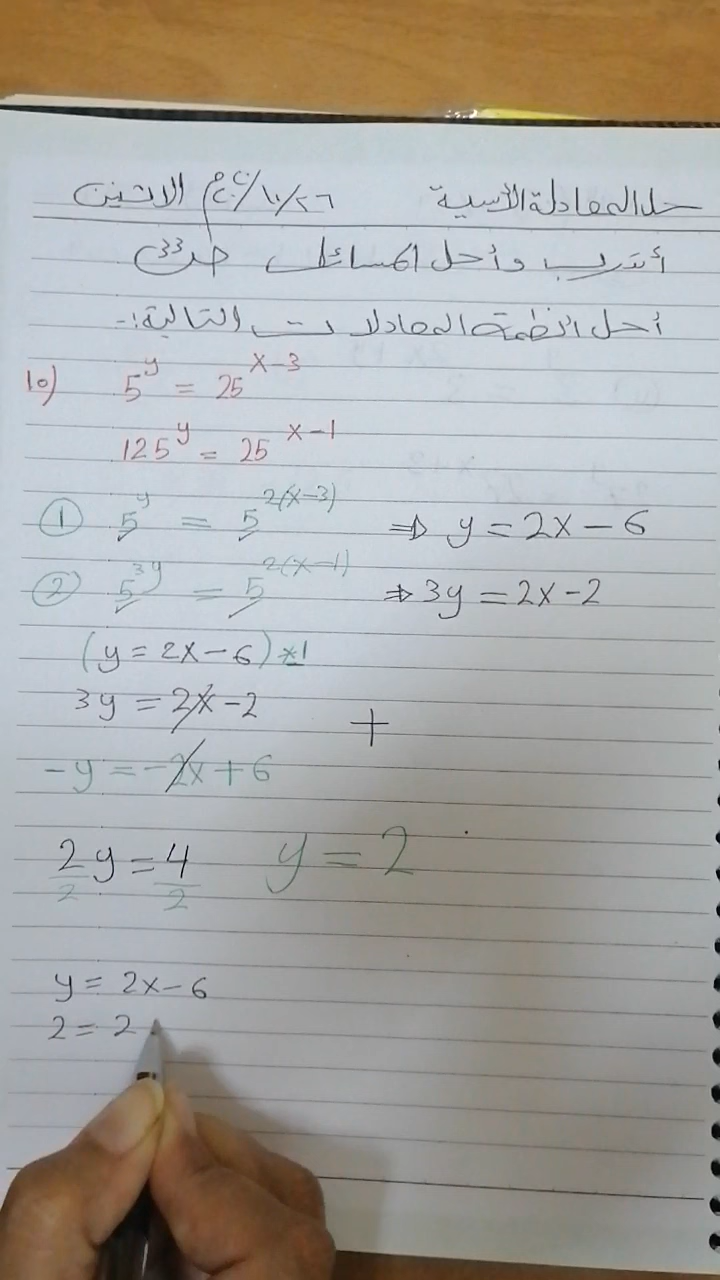 حل المعادلة الأسية ٢٦/١٠/ الاثنين
أتدرب وأحل المسائل ص33
أحل أنظمة المعادلات التالية:-
10) 5^y = 25^{x-3}
125^y = 25^{x-1}
① 5^y = 5^{2(x-3)} ⇒ y = 2x - 6
② 5^{3y} = 5^{2(x-1)} ⇒ 3y = 2x - 2
(y = 2x - 6) × -1
3y = 2x - 2 +
-y = -2x + 6
2y/2 = 4/2 y = 2
y = 2x - 6
2 = 2